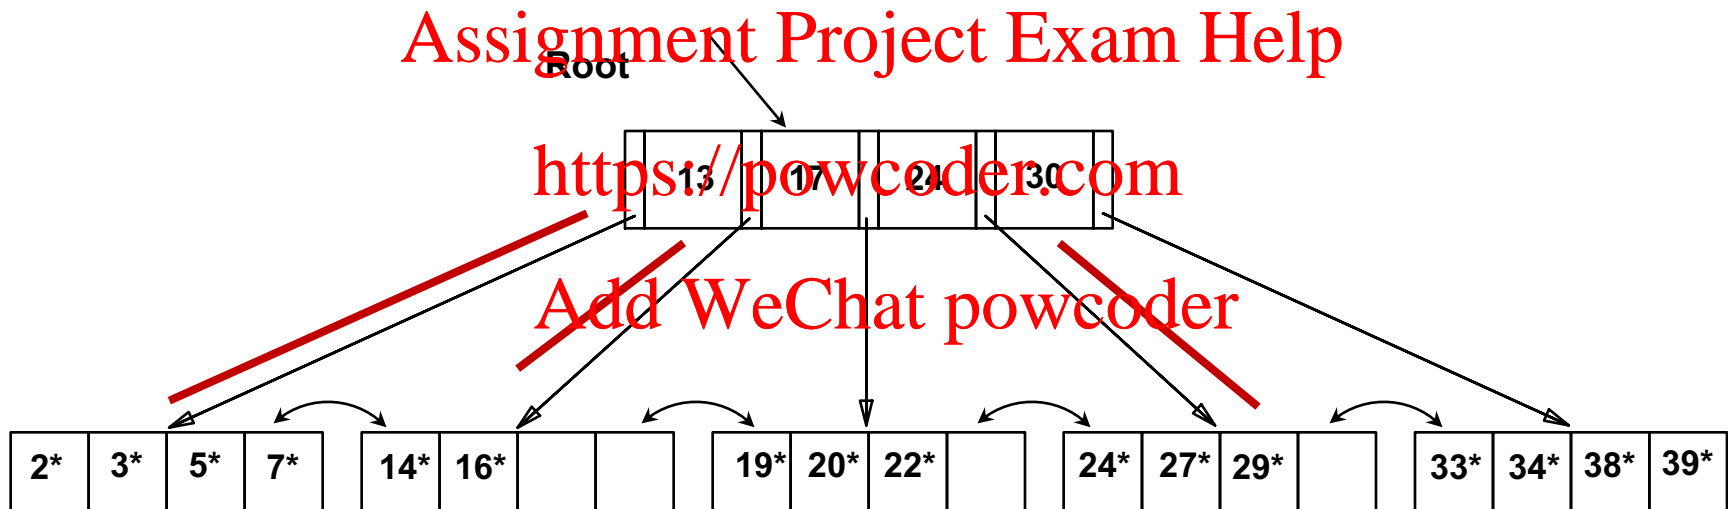 Assignment Project Exam Help
Root
https://powcoder.com
13 17 24 30
Add WeChat powcoder
2* 3* 5* 7* 14* 16* 19* 20* 22* 24* 27* 29* 33* 34* 38* 39*